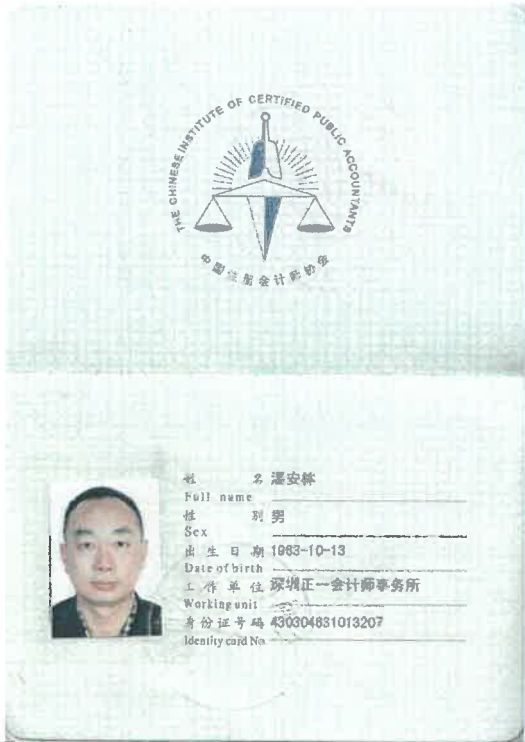 THE CHINESE INSTITUTE OF CERTIFIED PUBLIC ACCOUNTANTS
中国注册会计师协会
姓 名 湛安林
Full name
性 别 男
Sex
出生日期 1963-10-13
Date of birth
工作单位 深圳正一会计师事务所
Working unit
身份证号码 430304631013207
Identity card No.